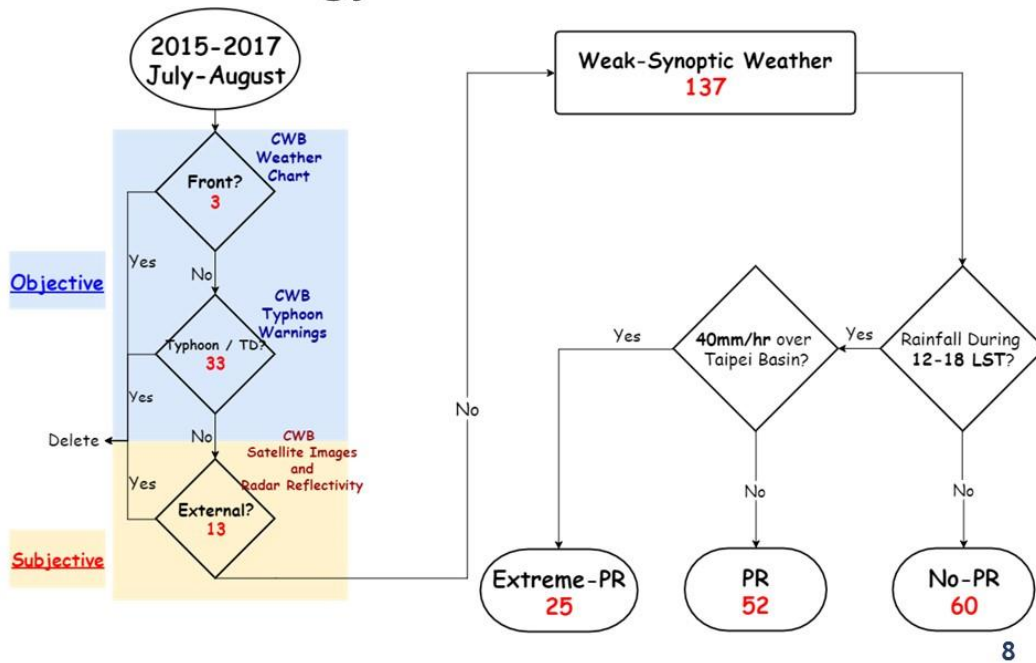 2015-2017
July-August
CWB
Weather
Chart
Front?
3
Yes
No
Objective
CWB
Typhoon
Warnings
Typhoon / TD?
33
Yes
No
Delete
CWB
Satellite Images
and
Radar Reflectivity
Yes
External?
13
Subjective
No
Weak-Synoptic Weather
137
Rainfall During
12-18 LST?
Yes
No
40mm/hr over
Taipei Basin?
Yes
No
Extreme-PR
25
PR
52
No-PR
60
8